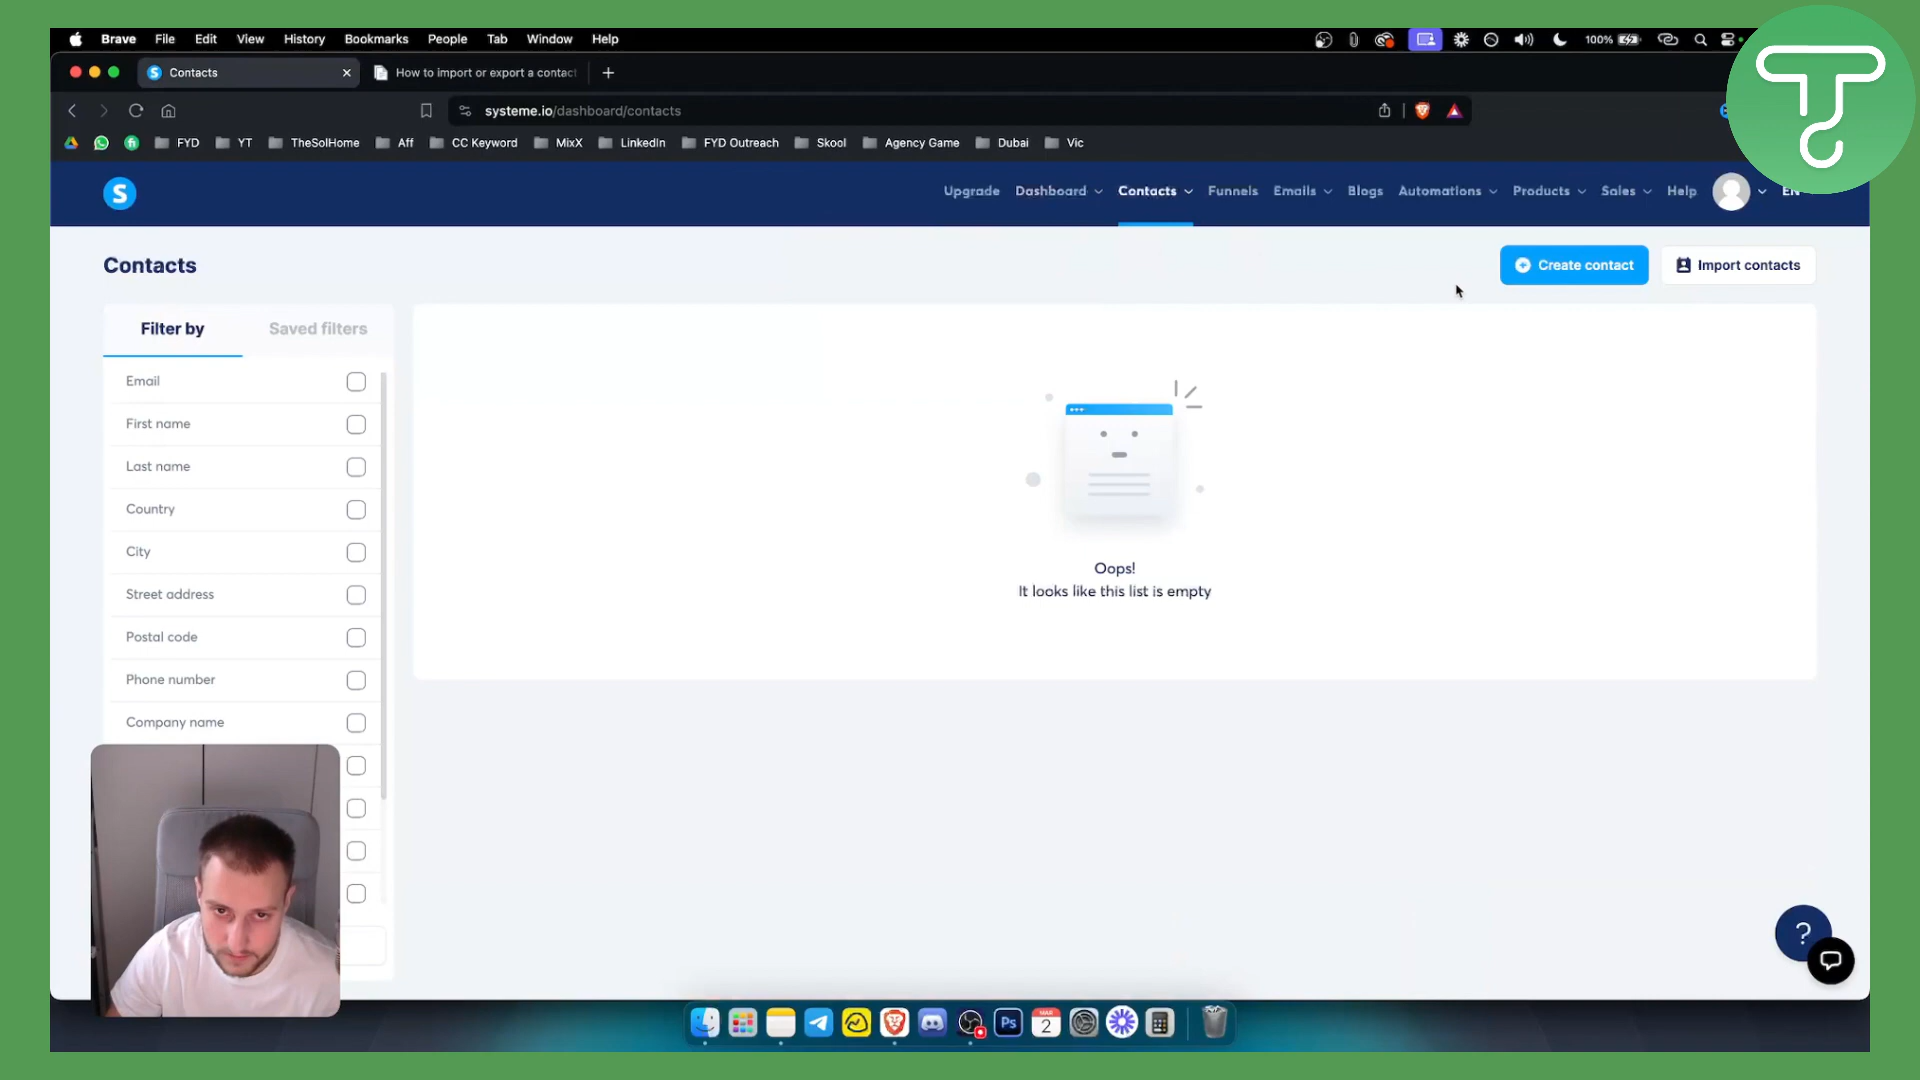 Brave File Edit View History Bookmarks People Tab Window Help
100%
Contacts
How to import or export a contact
systeme.io/dashboard/contacts
FYD YT TheSolHome Aff CC Keyword MixX LinkedIn FYD Outreach Skool Agency Game Dubai Vic
S
Upgrade Dashboard Contacts Funnels Emails Blogs Automations Products Sales Help EN
Contacts
Create contact
Import contacts
Filter by
Saved filters
Email
First name
Last name
Country
City
Street address
Postal code
Phone number
Company name
Oops!
It looks like this list is empty
?
Ps
MAR
2